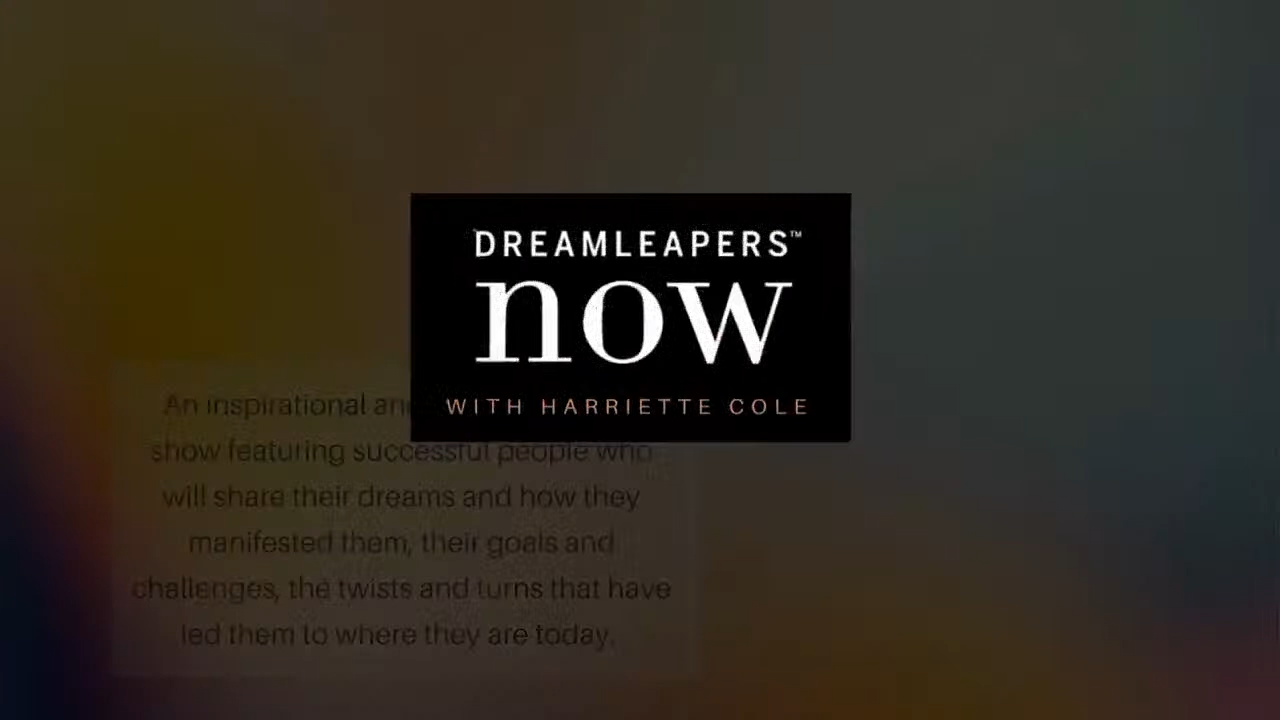 DREAMLEAPERS™
now
WITH HARRIETTE COLE
An inspirational and
show featuring successful people who
will share their dreams and how they
manifested them, their goals and
challenges, the twists and turns that have
led them to where they are today.